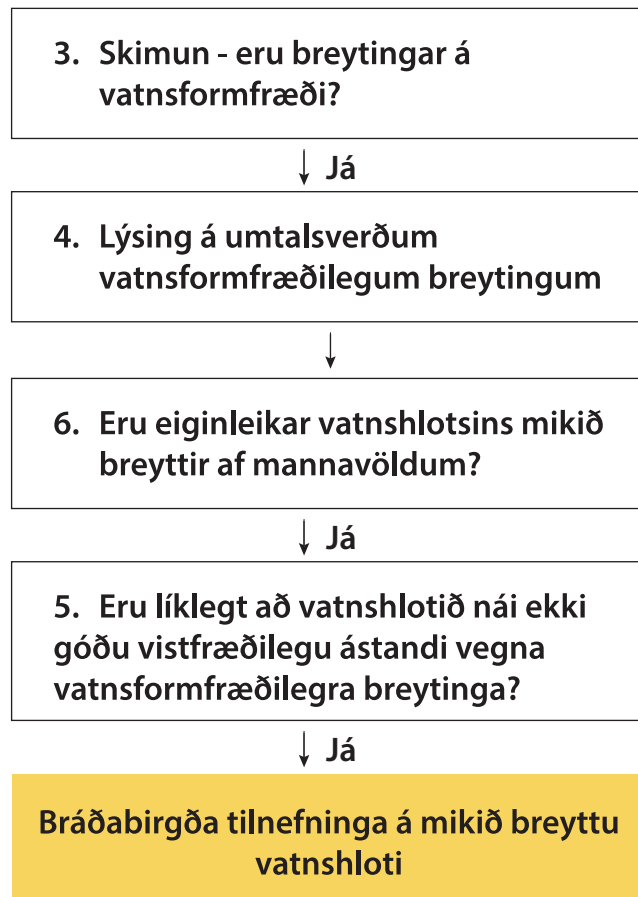 3. Skimun - eru breytingar á
vatnsformfræði?
Já
4. Lýsing á umtalsverðum
vatnsformfræðilegum breytingum
6. Eru eiginleikar vatnshlotsins mikið
breyttir af mannavöldum?
Já
5. Eru líklegt að vatnshlotið nái ekki
góðu vistfræðilegu ástandi vegna
vatnsformfræðilegra breytinga?
Já
Bráðabirgða tilnefninga á mikið breyttu
vatnshloti